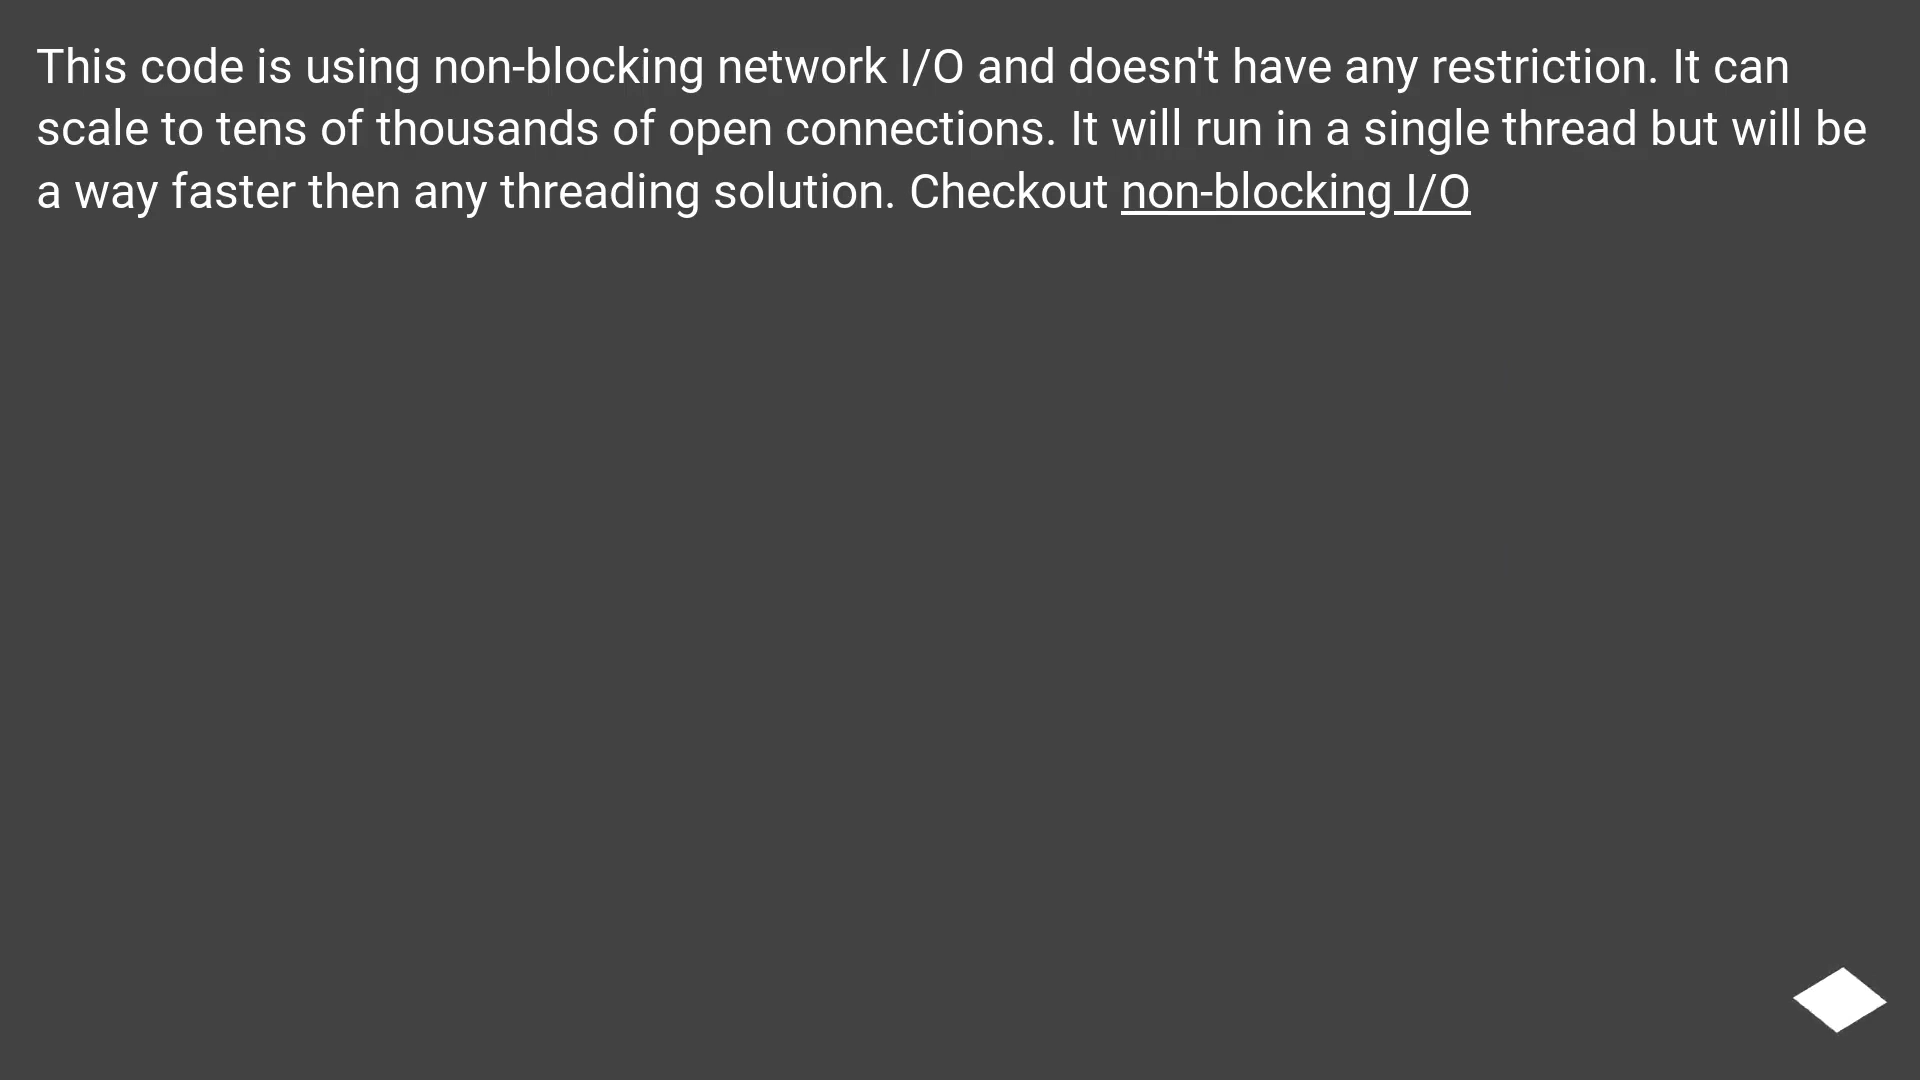 This code is using non-blocking network I/O and doesn't have any restriction. It can
scale to tens of thousands of open connections. It will run in a single thread but will be
a way faster then any threading solution. Checkout non-blocking I/O